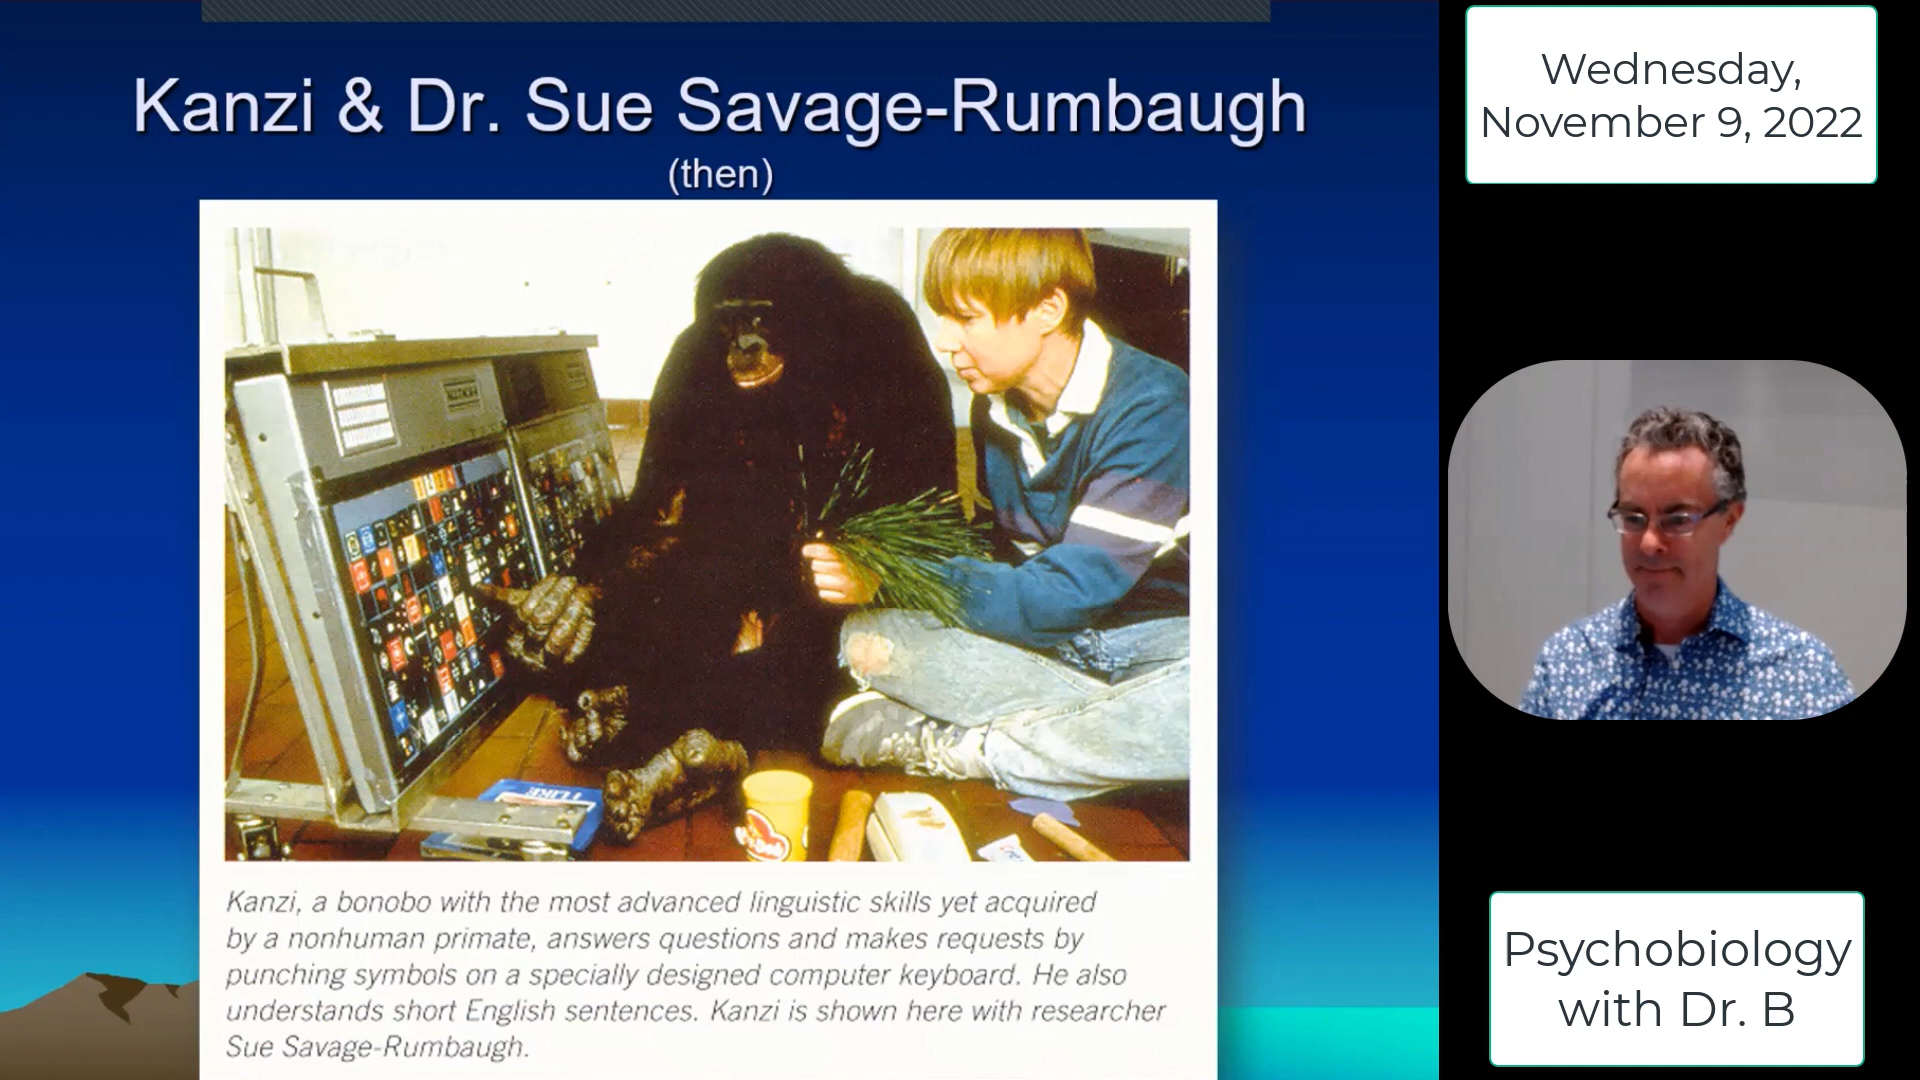 Kanzi & Dr. Sue Savage-Rumbaugh
(then)
Kanzi, a bonobo with the most advanced linguistic skills yet acquired
by a nonhuman primate, answers questions and makes requests by
punching symbols on a specially designed computer keyboard. He also
understands short English sentences. Kanzi is shown here with researcher
Sue Savage-Rumbaugh.
Wednesday,
November 9, 2022
Psychobiology
with Dr. B